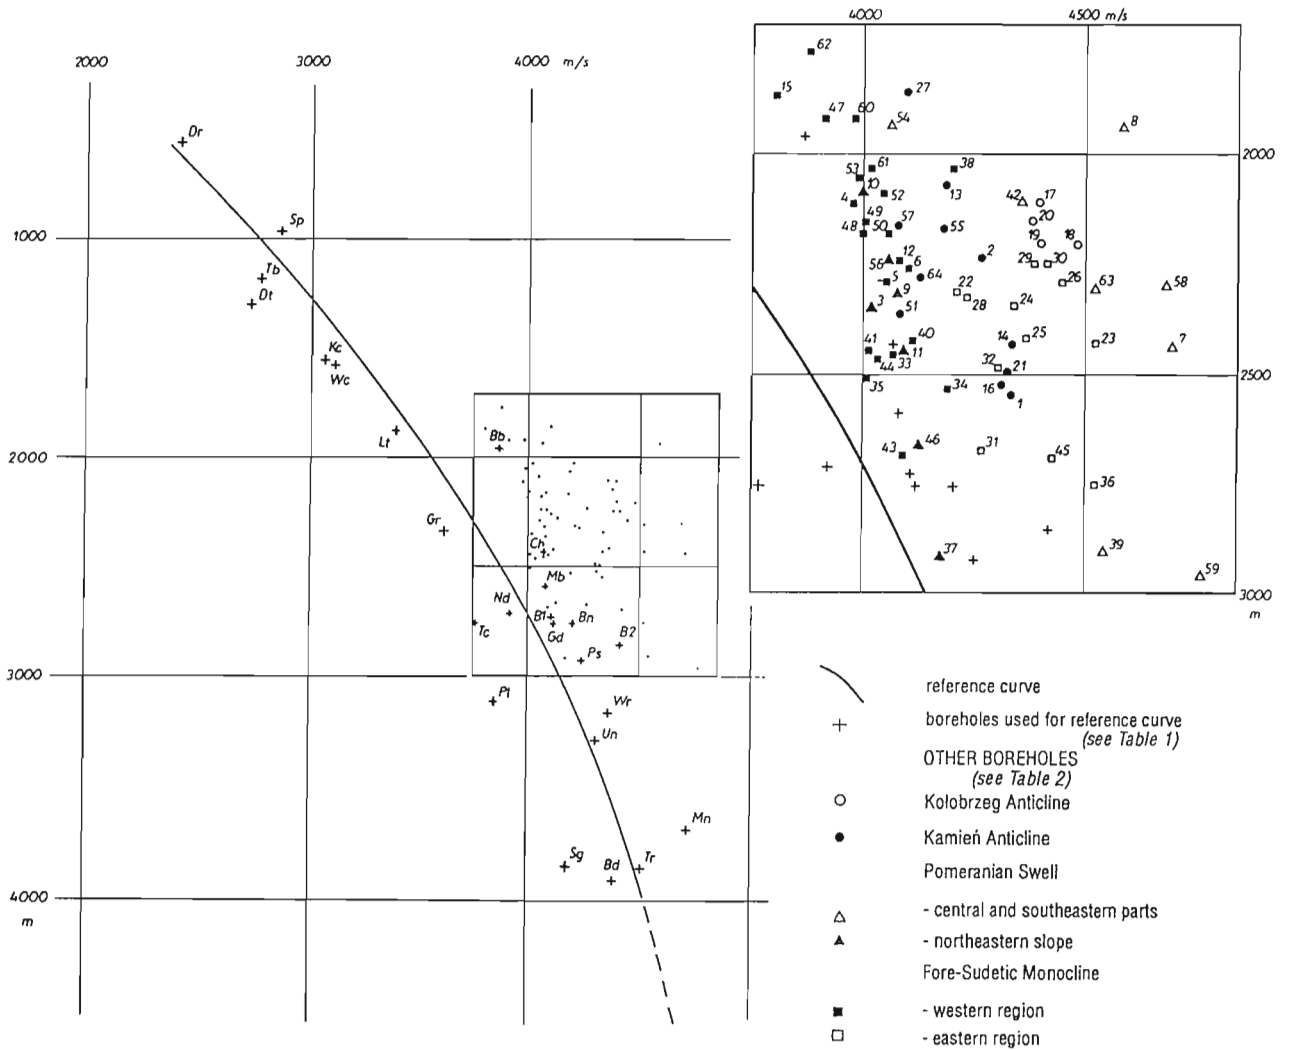 2000 3000 4000 m/s
Dr
Sp
1000
Tb
Dt
Kc
Wc
Lt
Bb
2000
Gr
Ch
Mb
Nd
B1 Bn
Tc Gd B2
Ps
3000
Pl
Wr
Un
Mn
Sg Bd Tr
4000
m
4000 4500 m/s
62
15 27
47 60 54 8
2000
53 61 38
10 13
4 52 42 17
49 57 20
48 50 55 19 18
12 2
56 6 29 30
5 64 22 26 63 58
3 9 28 24
51
41 40 14 25 23 7
11
44 33 32 21
2500
35 34 16 1
43 46 31 45
36
37 39
59
3000
m
reference curve
boreholes used for reference curve
(see Table 1)
OTHER BOREHOLES
(see Table 2)
Kołobrzeg Anticline
Kamień Anticline
Pomeranian Swell
- central and southeastern parts
- northeastern slope
Fore-Sudetic Monocline
- western region
- eastern region